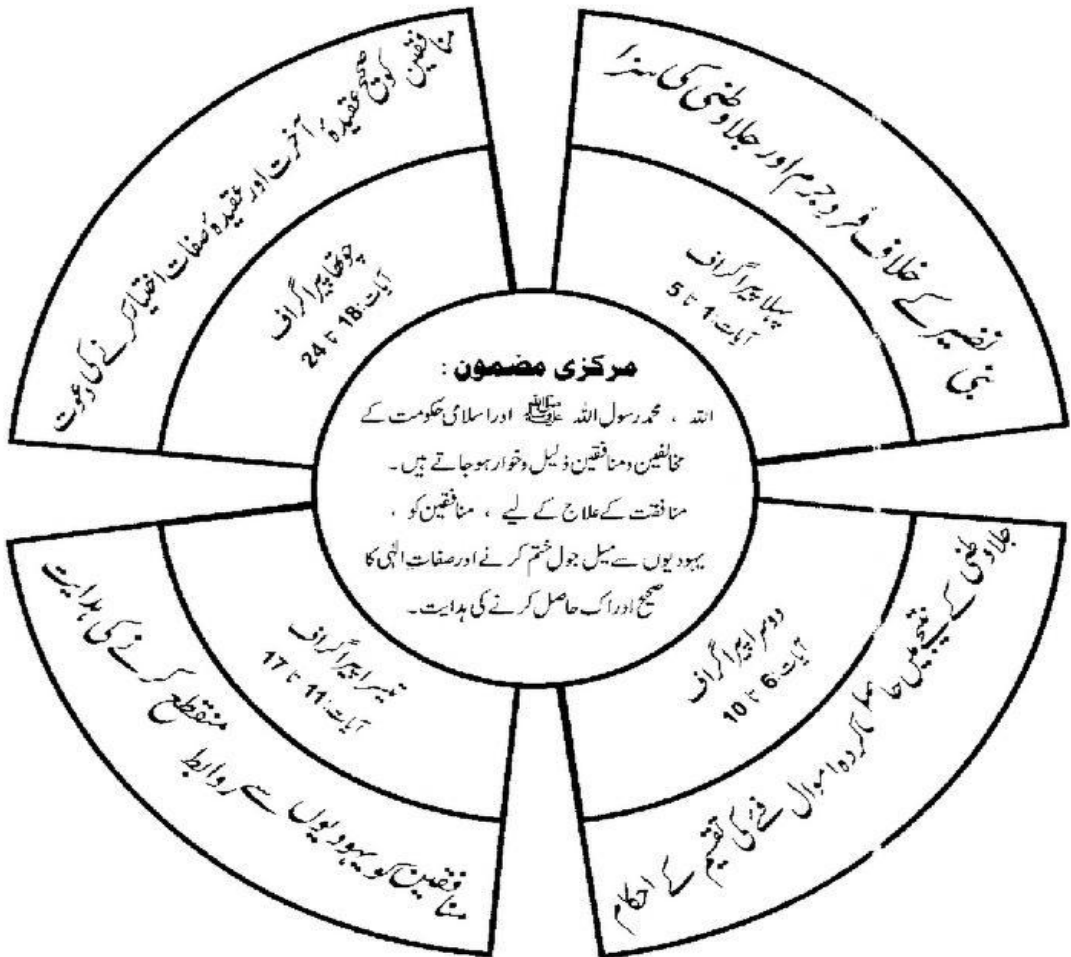 مرکزی مضمون :
اللہ ، محمد رسول اللہ ﷺ اور اسلامی حکومت کے
مخالفین و منافقین ذلیل و خوار ہو جاتے ہیں ۔
منافقت کے علاج کے لیے ، منافقین کو ،
یہودیوں سے میل جول ختم کرنے اور صفاتِ الٰہی کا
صحیح ادراک حاصل کرنے کی ہدایت ۔
پہلا پیراگراف
آیات: 1 تا 5
بنی نضیر کے خلاف فردِ جرم اور جلاوطنی کی سزا
دوسرا پیراگراف
آیات: 6 تا 10
جلاوطنی کے نتیجے میں حاصل کردہ اموالِ فئے کی تقسیم کے احکام
تیسرا پیراگراف
آیات: 11 تا 17
منافقین کو یہودیوں سے روابط منقطع کرنے کی ہدایت
چوتھا پیراگراف
آیات: 18 تا 24
منافقین کو صحیح عقیدۂ آخرت اور عقیدۂ صفات اختیار کرنے کی دعوت